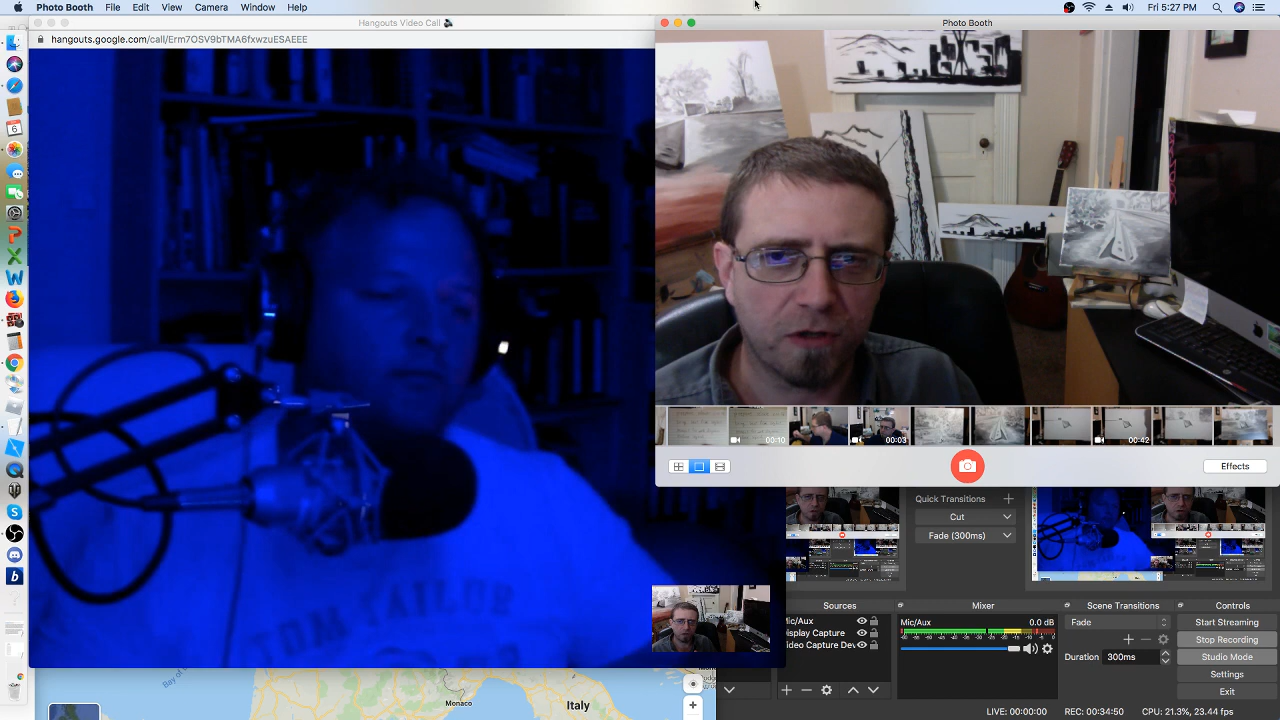 Photo Booth File Edit View Camera Window Help
Fri 5:27 PM
Hangouts Video Call
hangouts.google.com/call/Erm7OSV9bTMA6fxwzuESAEEE
Photo Booth
6
00:10
00:03
00:42
Effects
Quick Transitions
Cut
Fade (300ms)
Sources
Mic/Aux
Display Capture
Video Capture Dev
Mixer
Mic/Aux 0.0 dB
Scene Transitions
Fade
Duration 300ms
Controls
Start Streaming
Stop Recording
Studio Mode
Settings
Exit
LIVE: 00:00:00 REC: 00:34:50 CPU: 21.3%, 23.44 fps
Monaco
Italy